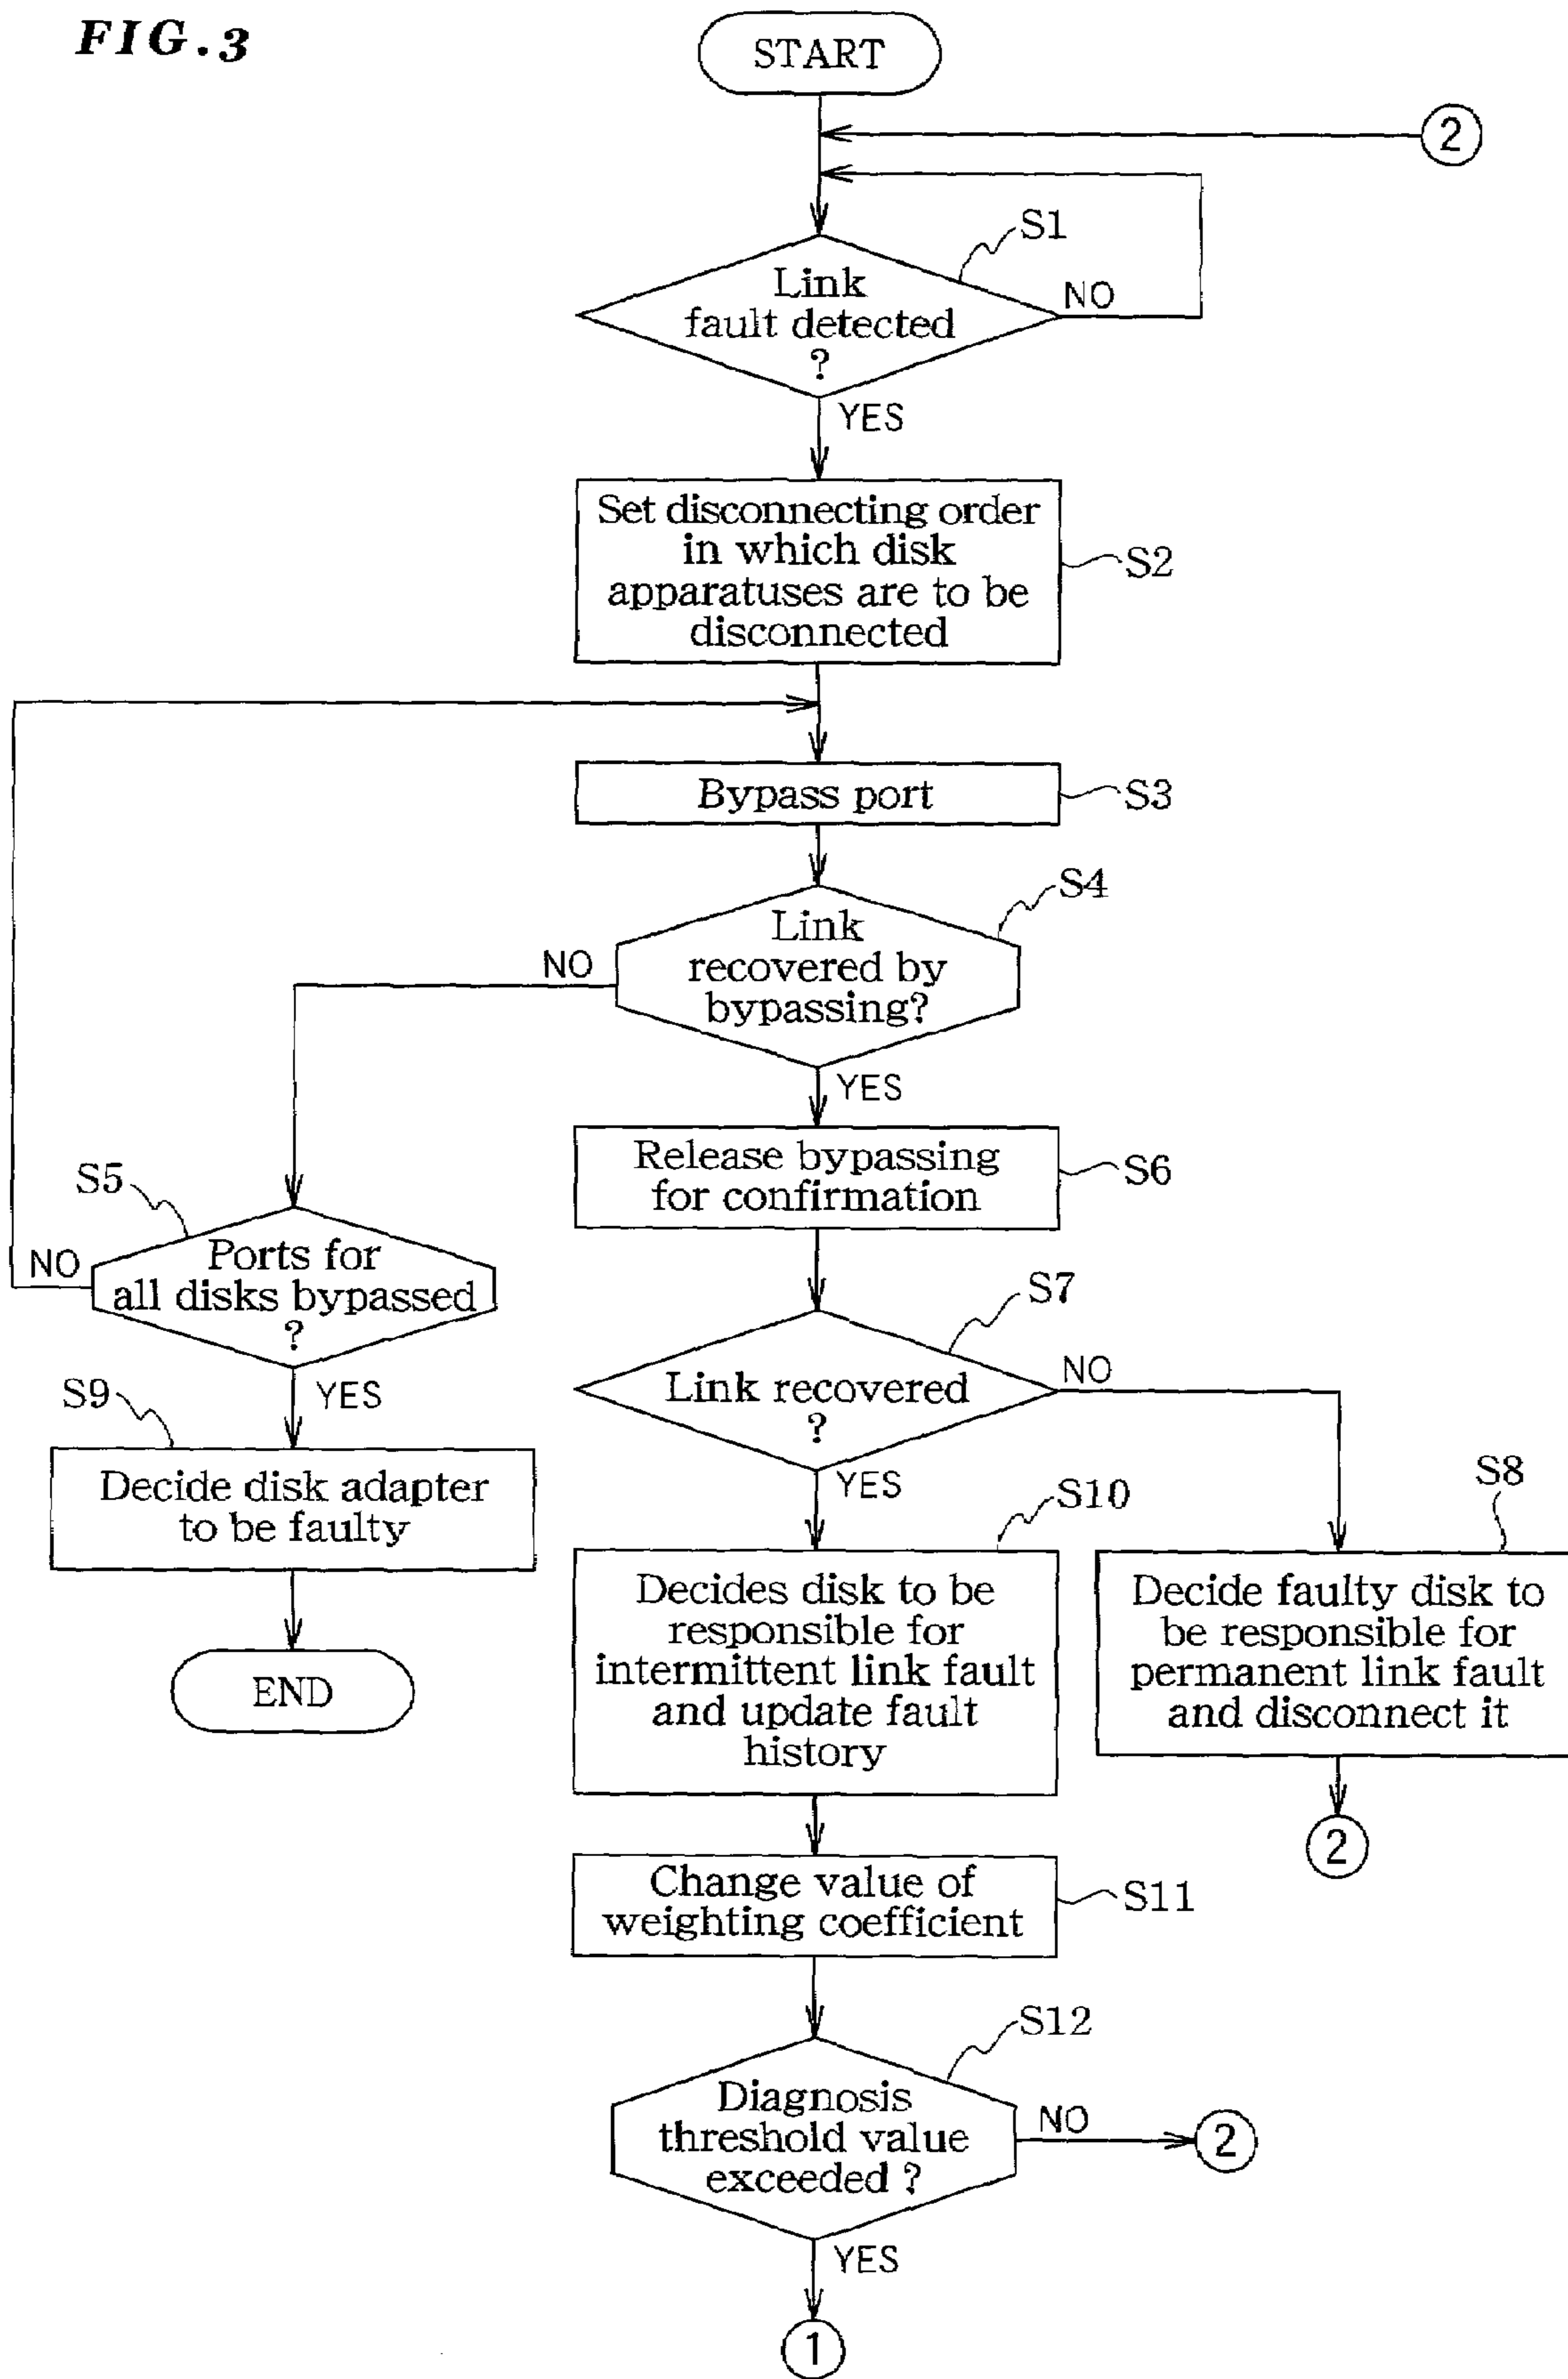 FIG.3
START
2
S1
Link
fault detected
?
NO
YES
Set disconnecting order
in which disk
apparatuses are to be
disconnected
S2
Bypass port
S3
S4
Link
recovered by
bypassing?
NO
YES
Release bypassing
for confirmation
S6
S5
Ports for
all disks bypassed
?
NO
YES
S7
Link recovered
?
NO
YES
S9
Decide disk adapter
to be faulty
END
S10
Decides disk to be
responsible for
intermittent link fault
and update fault
history
S8
Decide faulty disk to
be responsible for
permanent link fault
and disconnect it
2
Change value of
weighting coefficient
S11
S12
Diagnosis
threshold value
exceeded ?
NO
2
YES
1